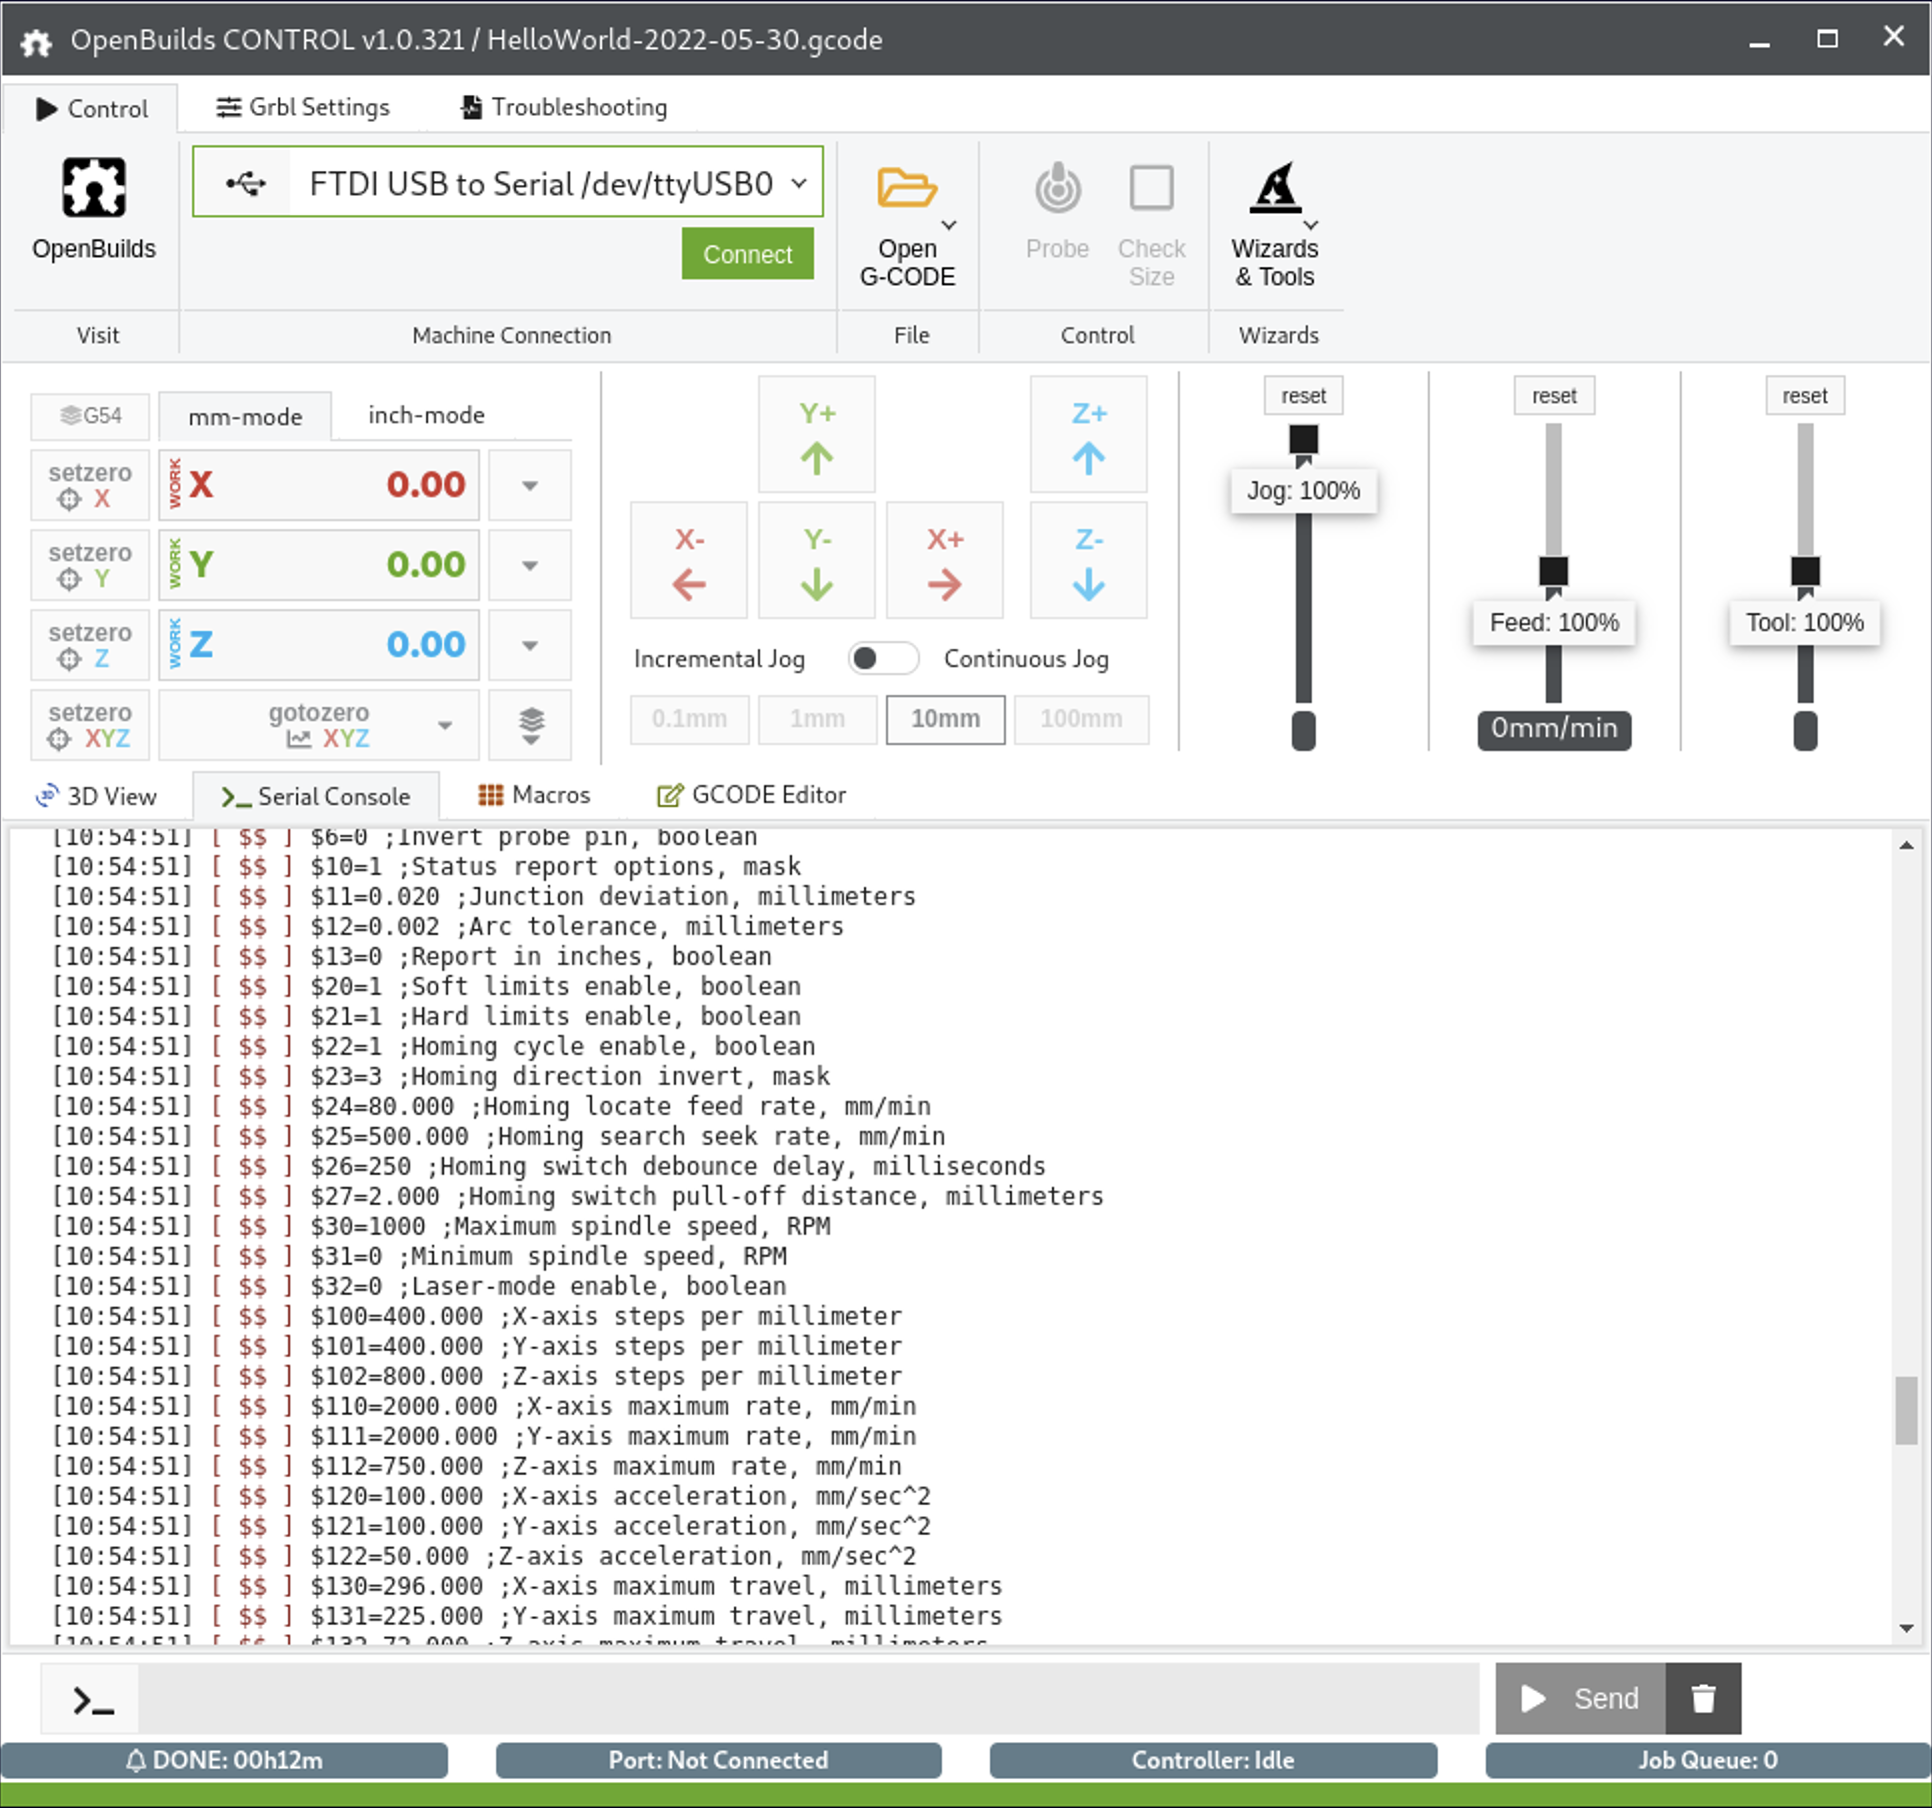 OpenBuilds CONTROL v1.0.321 / HelloWorld-2022-05-30.gcode
Control Grbl Settings Troubleshooting
FTDI USB to Serial /dev/ttyUSB0
Connect
OpenBuilds
Open
G-CODE
Probe
Check
Size
Wizards
& Tools
Visit Machine Connection File Control Wizards
G54 mm-mode inch-mode
setzero X WORK X 0.00
setzero Y WORK Y 0.00
setzero Z WORK Z 0.00
setzero XYZ gotozero XYZ
Y+ Z+
X- Y- X+ Z-
Incremental Jog Continuous Jog
0.1mm 1mm 10mm 100mm
reset reset reset
Jog: 100%
Feed: 100% Tool: 100%
0mm/min
3D View Serial Console Macros GCODE Editor
[10:54:51] [ $$ ] $6=0 ;Invert probe pin, boolean
[10:54:51] [ $$ ] $10=1 ;Status report options, mask
[10:54:51] [ $$ ] $11=0.020 ;Junction deviation, millimeters
[10:54:51] [ $$ ] $12=0.002 ;Arc tolerance, millimeters
[10:54:51] [ $$ ] $13=0 ;Report in inches, boolean
[10:54:51] [ $$ ] $20=1 ;Soft limits enable, boolean
[10:54:51] [ $$ ] $21=1 ;Hard limits enable, boolean
[10:54:51] [ $$ ] $22=1 ;Homing cycle enable, boolean
[10:54:51] [ $$ ] $23=3 ;Homing direction invert, mask
[10:54:51] [ $$ ] $24=80.000 ;Homing locate feed rate, mm/min
[10:54:51] [ $$ ] $25=500.000 ;Homing search seek rate, mm/min
[10:54:51] [ $$ ] $26=250 ;Homing switch debounce delay, milliseconds
[10:54:51] [ $$ ] $27=2.000 ;Homing switch pull-off distance, millimeters
[10:54:51] [ $$ ] $30=1000 ;Maximum spindle speed, RPM
[10:54:51] [ $$ ] $31=0 ;Minimum spindle speed, RPM
[10:54:51] [ $$ ] $32=0 ;Laser-mode enable, boolean
[10:54:51] [ $$ ] $100=400.000 ;X-axis steps per millimeter
[10:54:51] [ $$ ] $101=400.000 ;Y-axis steps per millimeter
[10:54:51] [ $$ ] $102=800.000 ;Z-axis steps per millimeter
[10:54:51] [ $$ ] $110=2000.000 ;X-axis maximum rate, mm/min
[10:54:51] [ $$ ] $111=2000.000 ;Y-axis maximum rate, mm/min
[10:54:51] [ $$ ] $112=750.000 ;Z-axis maximum rate, mm/min
[10:54:51] [ $$ ] $120=100.000 ;X-axis acceleration, mm/sec^2
[10:54:51] [ $$ ] $121=100.000 ;Y-axis acceleration, mm/sec^2
[10:54:51] [ $$ ] $122=50.000 ;Z-axis acceleration, mm/sec^2
[10:54:51] [ $$ ] $130=296.000 ;X-axis maximum travel, millimeters
[10:54:51] [ $$ ] $131=225.000 ;Y-axis maximum travel, millimeters
Send
DONE: 00h12m Port: Not Connected Controller: Idle Job Queue: 0